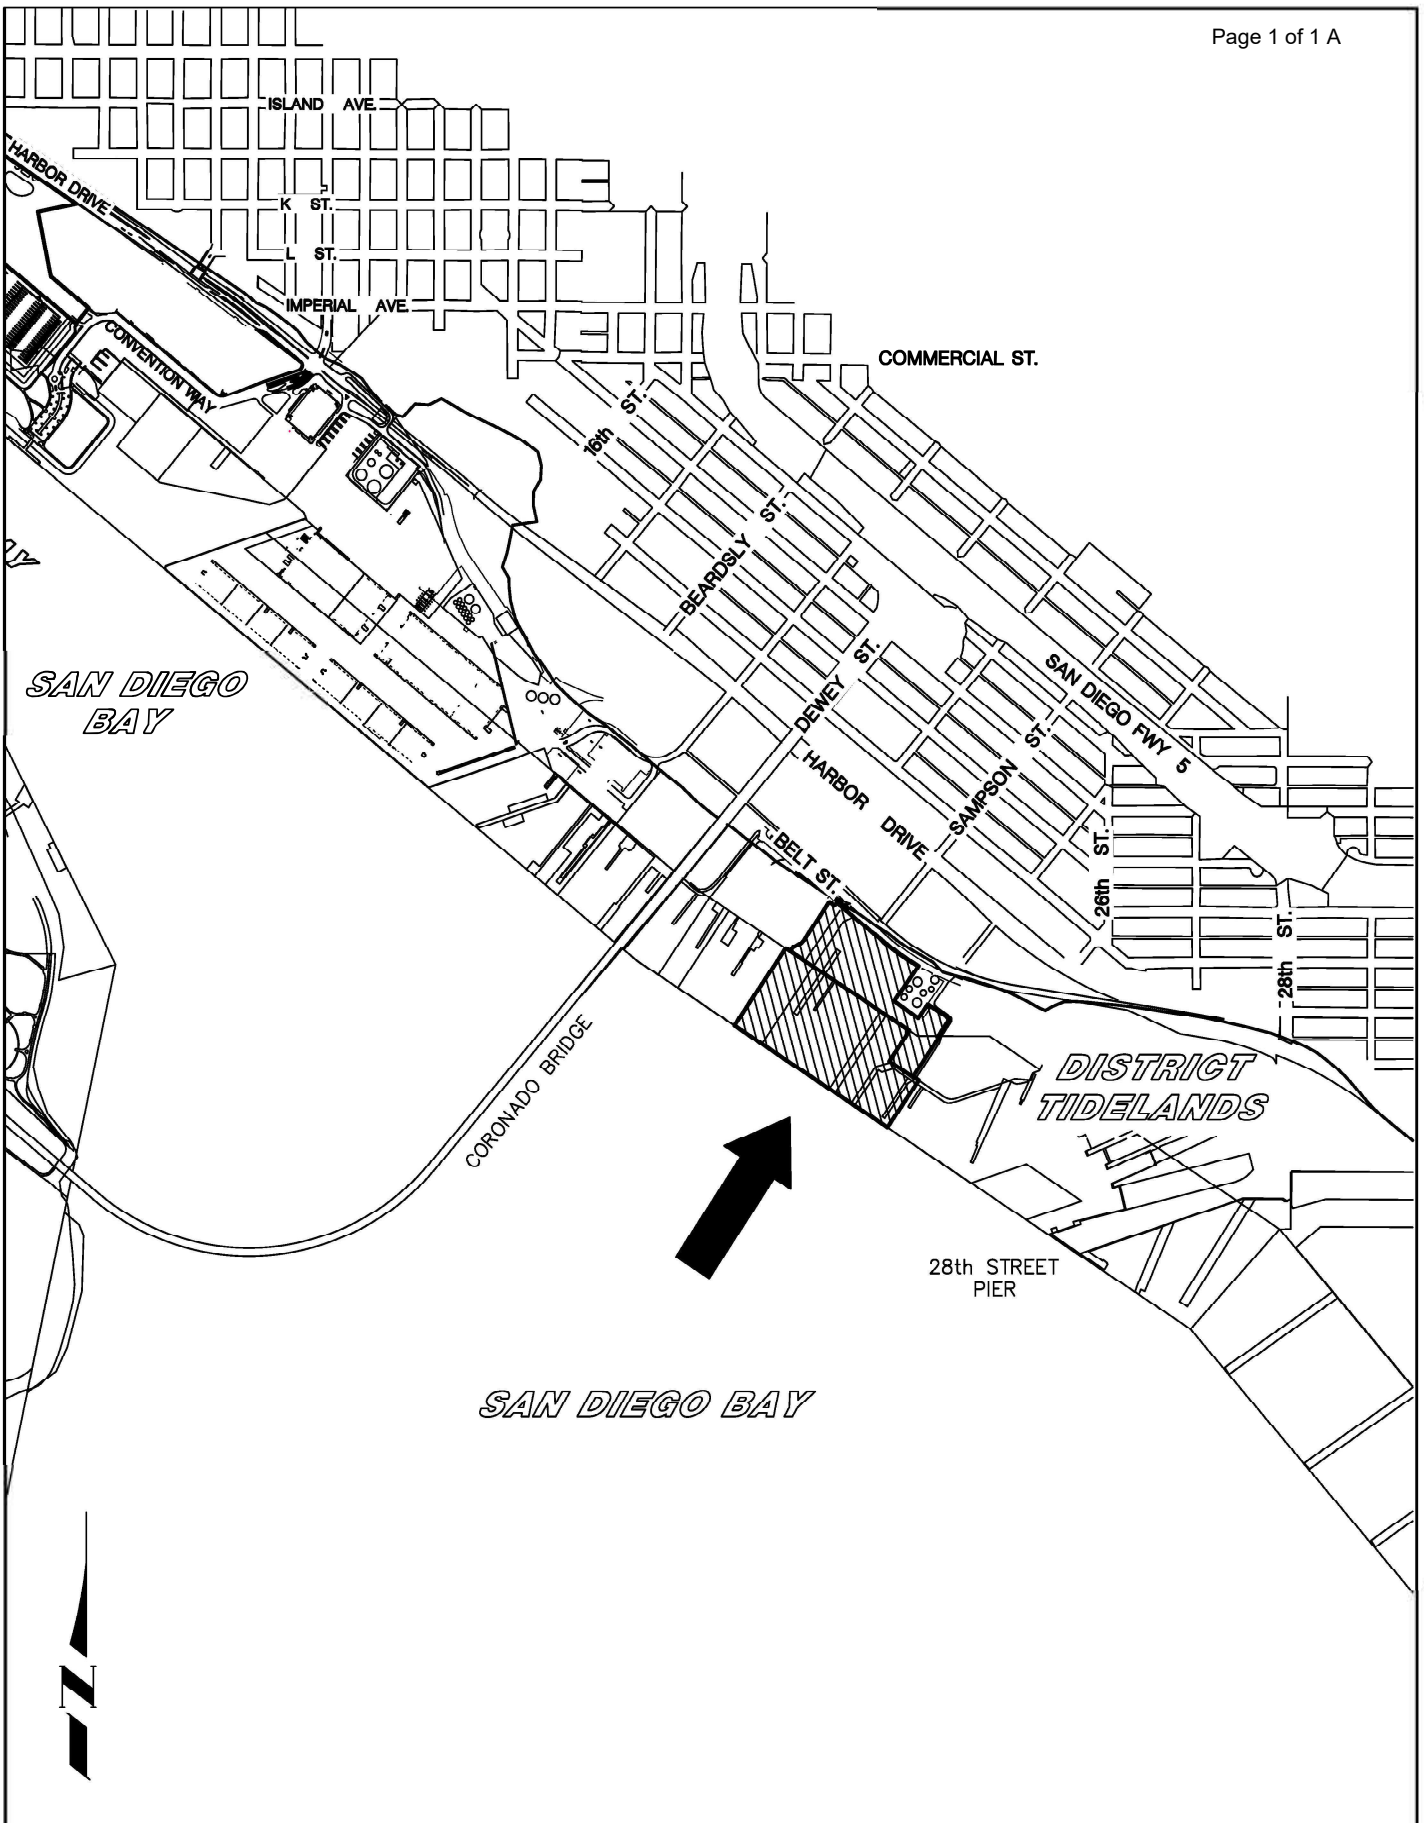 Page 1 of 1 A
ISLAND AVE.
HARBOR DRIVE
K ST.
L ST.
IMPERIAL AVE.
CONVENTION WAY
COMMERCIAL ST.
16th ST.
BEARDSLY ST.
SAN DIEGO
BAY
DEWEY ST.
SAN DIEGO FWY 5
HARBOR DRIVE
SAMPSON ST.
BELT ST.
26th ST.
28th ST.
CORONADO BRIDGE
DISTRICT
TIDELANDS
28th STREET
PIER
SAN DIEGO BAY
N